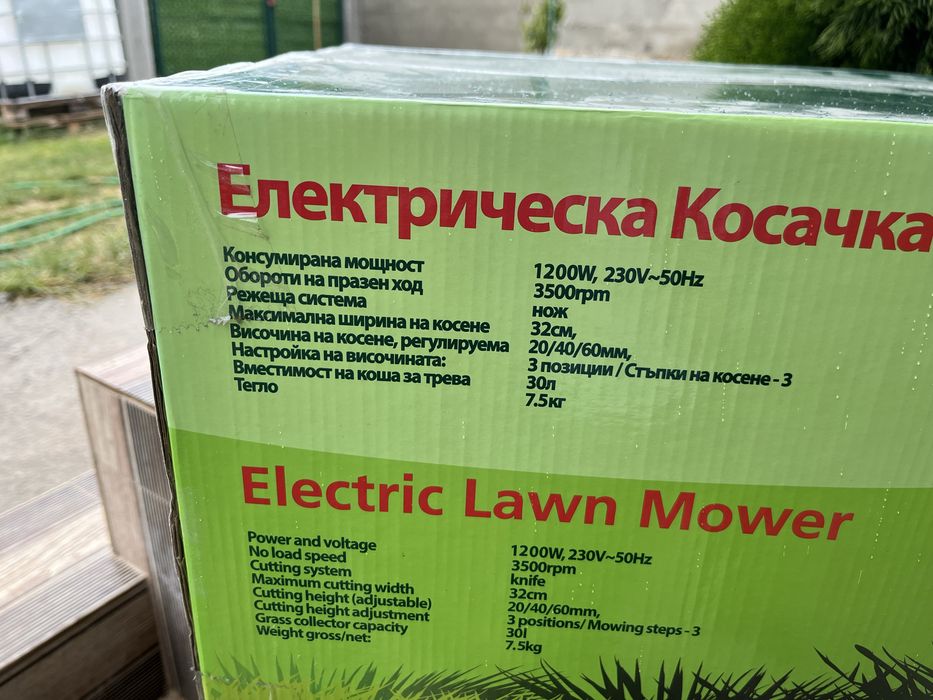 Електрическа Косачка
Консумирана мощност 1200W, 230V~50Hz
Обороти на празен ход 3500rpm
Режеща система нож
Максимална ширина на косене 32см,
Височина на косене, регулируема 20/40/60мм,
Настройка на височината: 3 позиции / Стъпки на косене - 3
Вместимост на коша за трева 30л
Тегло 7.5кг
Electric Lawn Mower
Power and voltage 1200W, 230V~50Hz
No load speed 3500rpm
Cutting system knife
Maximum cutting width 32cm
Cutting height (adjustable) 20/40/60mm,
Cutting height adjustment 3 positions/ Mowing steps - 3
Grass collector capacity 30l
Weight gross/net: 7.5kg